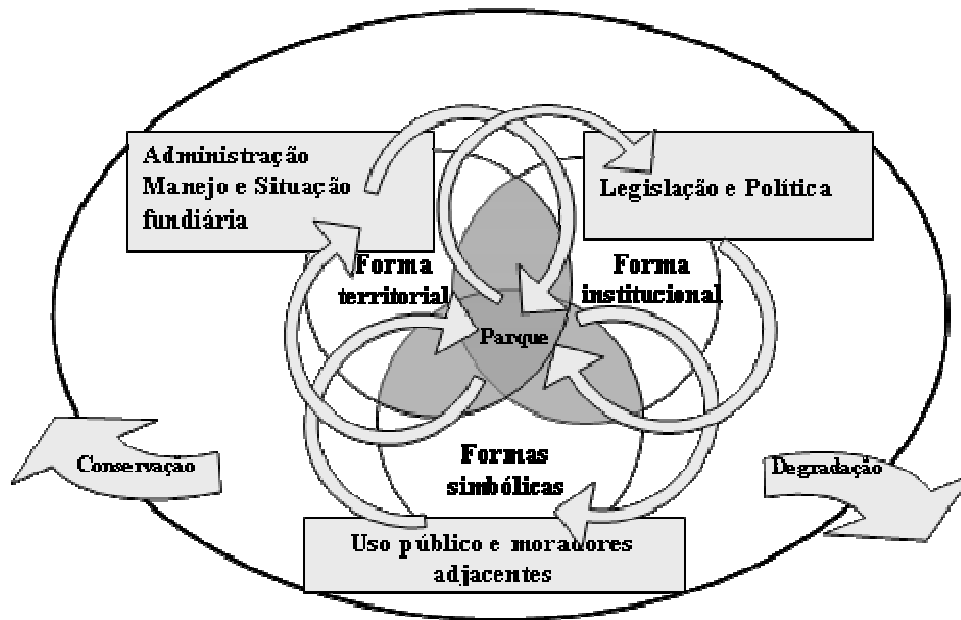 Administração
Manejo e Situação
fundiária
Legislação e Política
Forma
territorial
Forma
institucional
Parque
Conservação
Degradação
Formas
simbólicas
Uso público e moradores
adjacentes